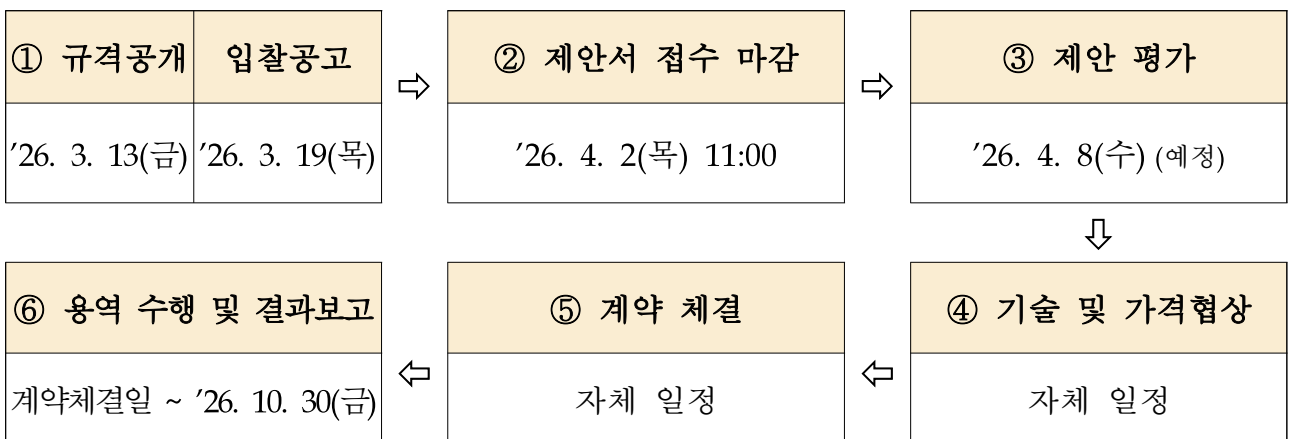 ① 규격공개 입찰공고 ⇨ ② 제안서 접수 마감 ⇨ ③ 제안 평가
’26. 3. 13(금) ’26. 3. 19(목) ’26. 4. 2(목) 11:00 ’26. 4. 8(수) (예정)
⇩
⑥ 용역 수행 및 결과보고 ⇦ ⑤ 계약 체결 ⇦ ④ 기술 및 가격협상
계약체결일 ~ ’26. 10. 30(금) 자체 일정 자체 일정